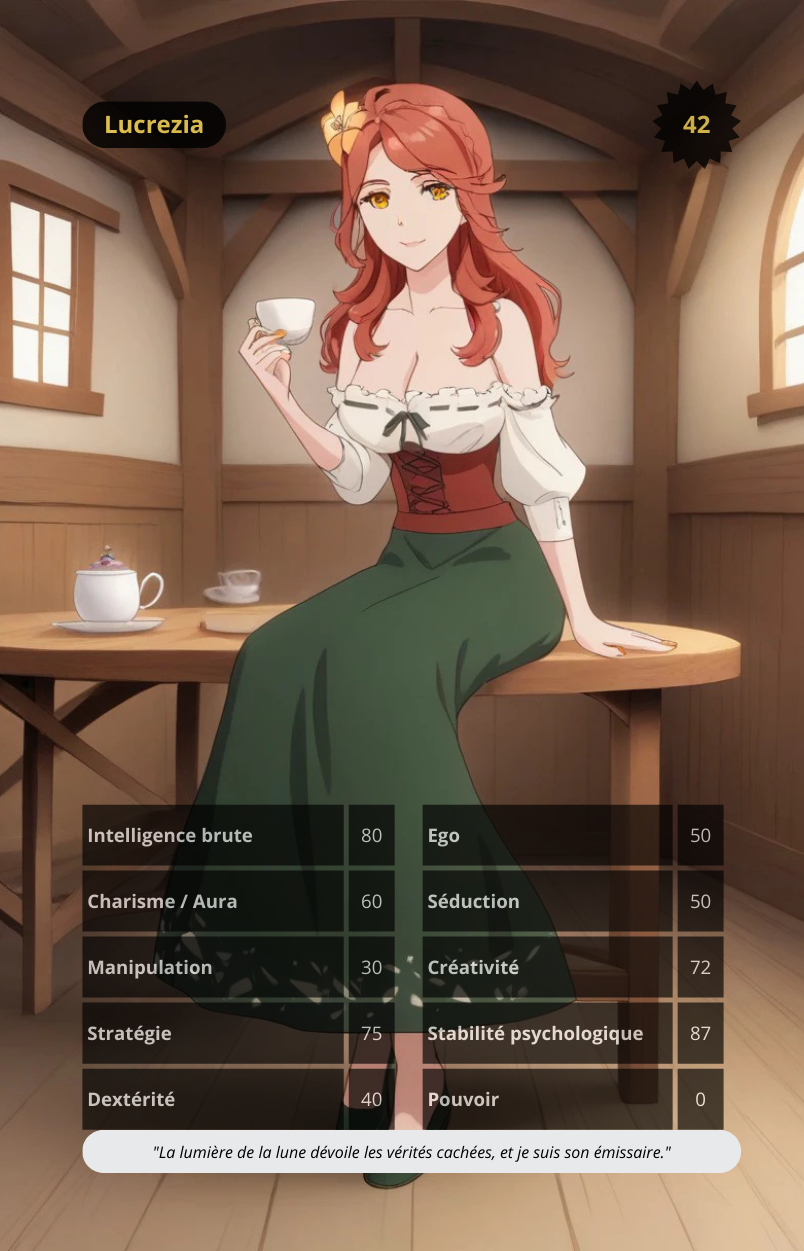 Lucrezia
42
Intelligence brute 80 Ego 50
Charisme / Aura 60 Séduction 50
Manipulation 30 Créativité 72
Stratégie 75 Stabilité psychologique 87
Dextérité 40 Pouvoir 0
"La lumière de la lune dévoile les vérités cachées, et je suis son émissaire."